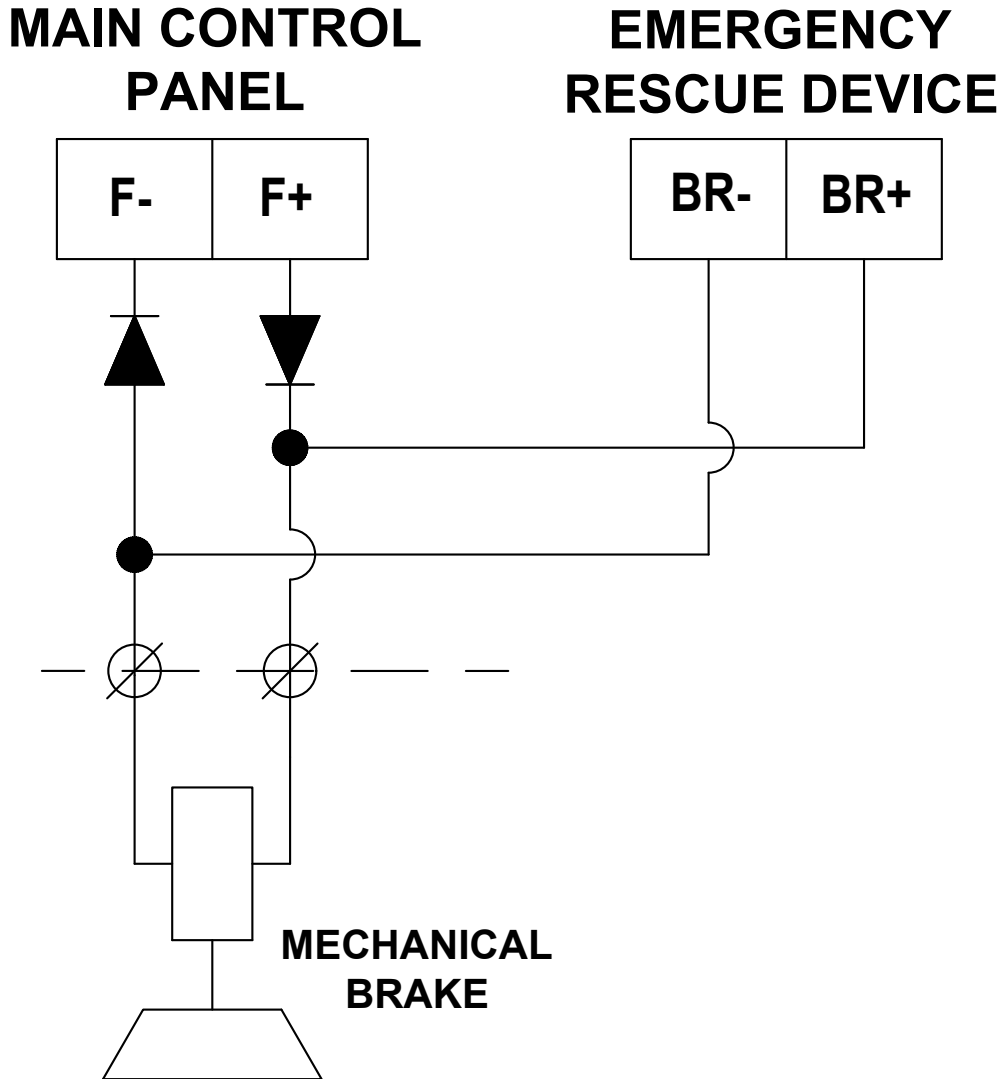 MAIN CONTROL
PANEL
EMERGENCY
RESCUE DEVICE
F-
F+
BR-
BR+
MECHANICAL
BRAKE